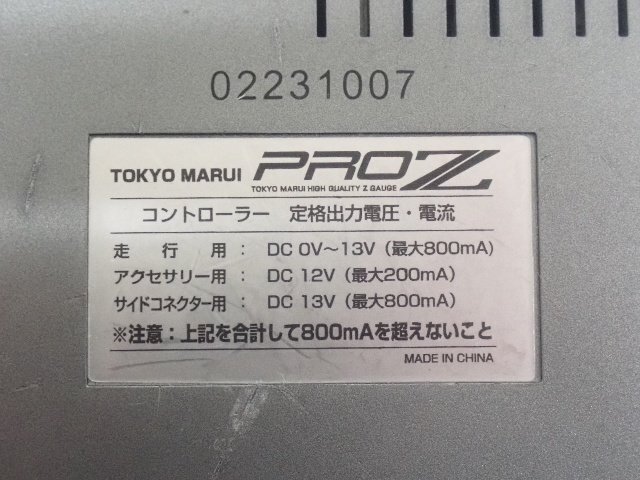 02231007
TOKYO MARUI PRO Z
TOKYO MARUI HIGH QUALITY Z GAUGE
コントローラー 定格出力電圧・電流
走行用: DC 0V～13V (最大800mA)
アクセサリー用: DC 12V (最大200mA)
サイドコネクター用: DC 13V (最大800mA)
※注意:上記を合計して800mAを超えないこと
MADE IN CHINA